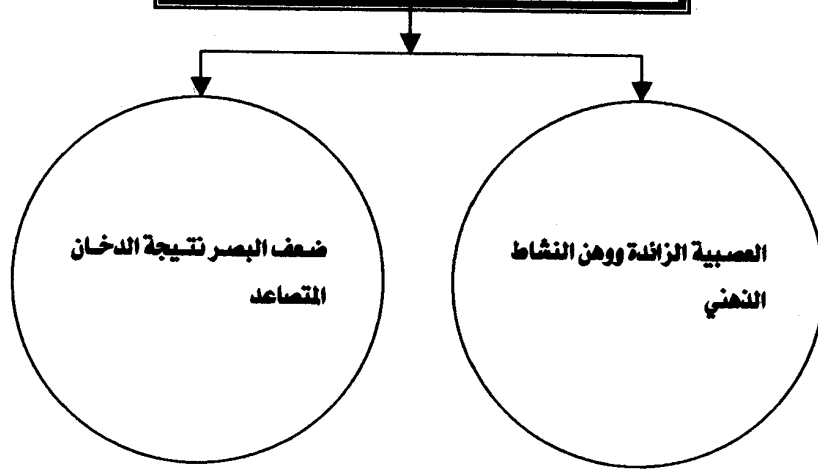 العصبية الزائدة ووهن النشاط
الذهني
ضعف البصر نتيجة الدخان
المتصاعد